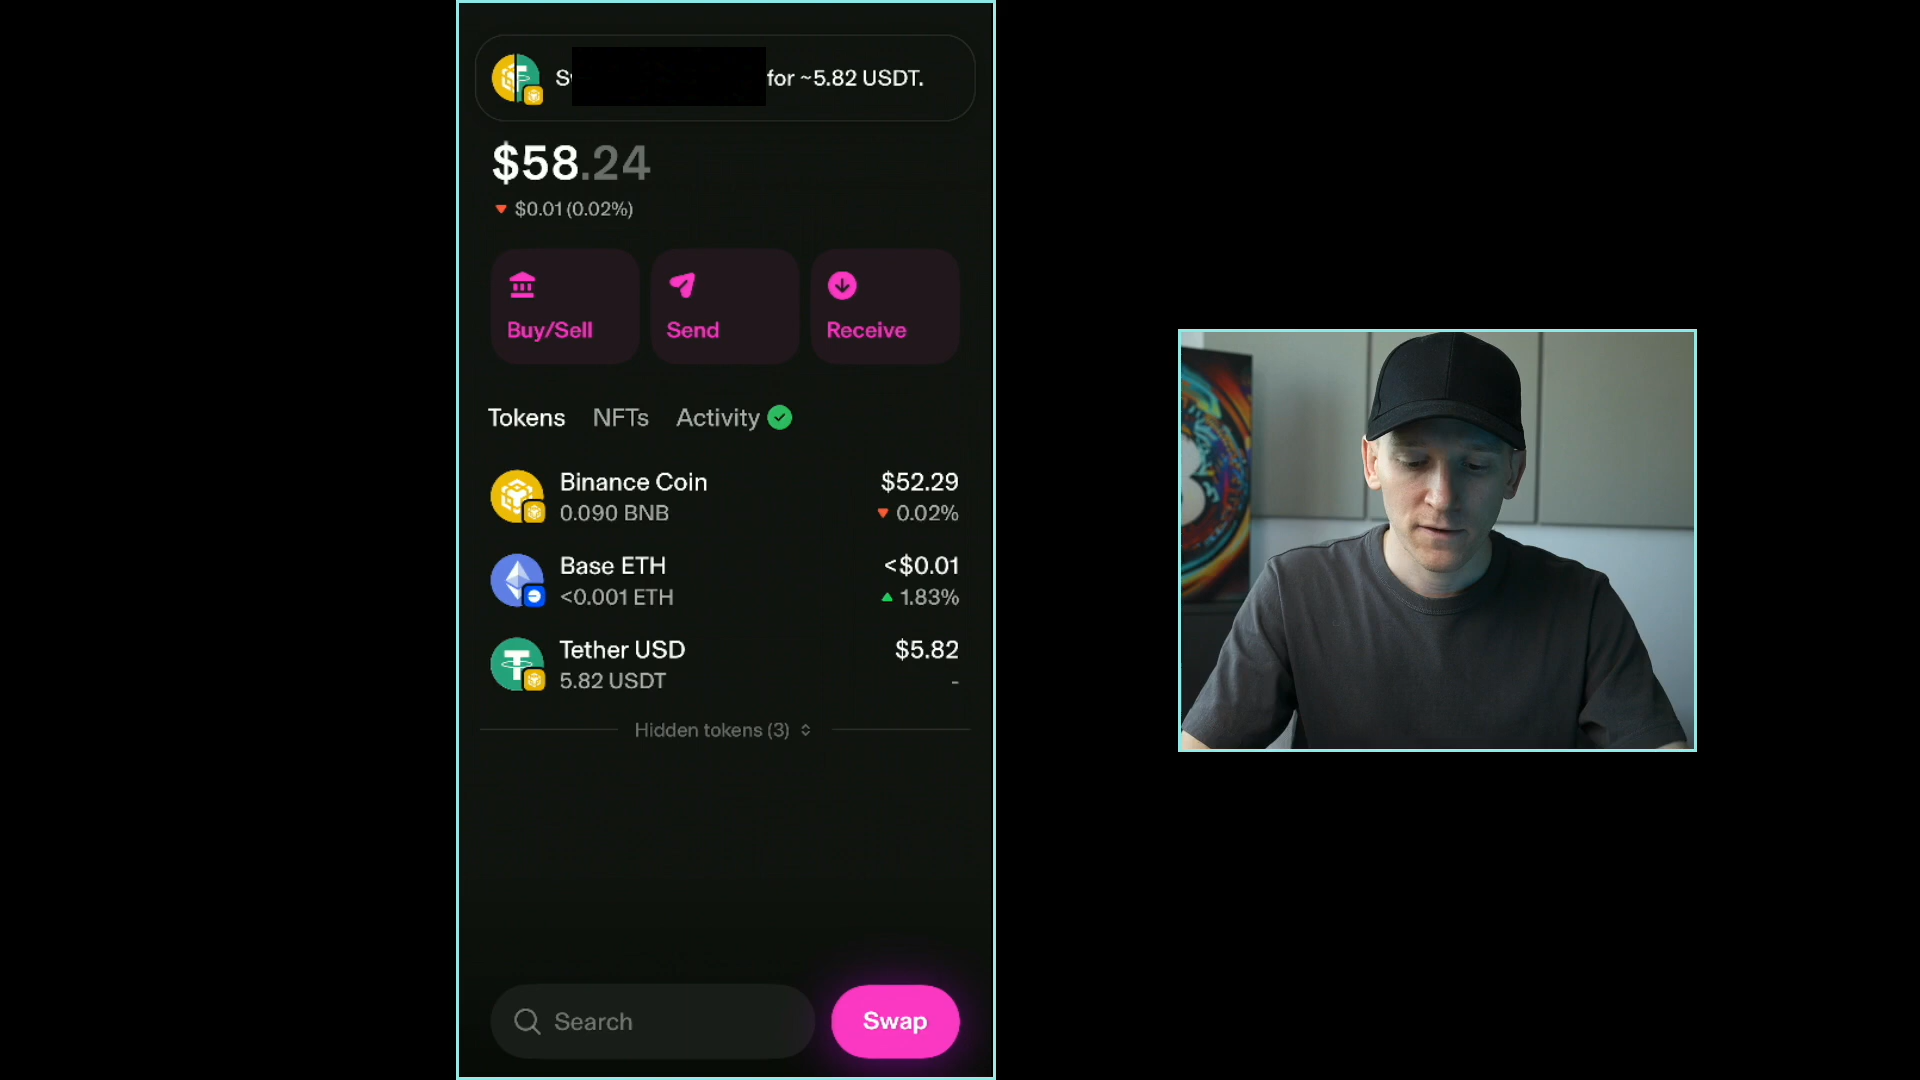 for ~5.82 USDT.
$58.24
$0.01 (0.02%)
Buy/Sell
Send
Receive
Tokens
NFTs
Activity
Binance Coin
$52.29
0.090 BNB
0.02%
Base ETH
<$0.01
<0.001 ETH
1.83%
Tether USD
$5.82
5.82 USDT
-
Hidden tokens (3)
Search
Swap